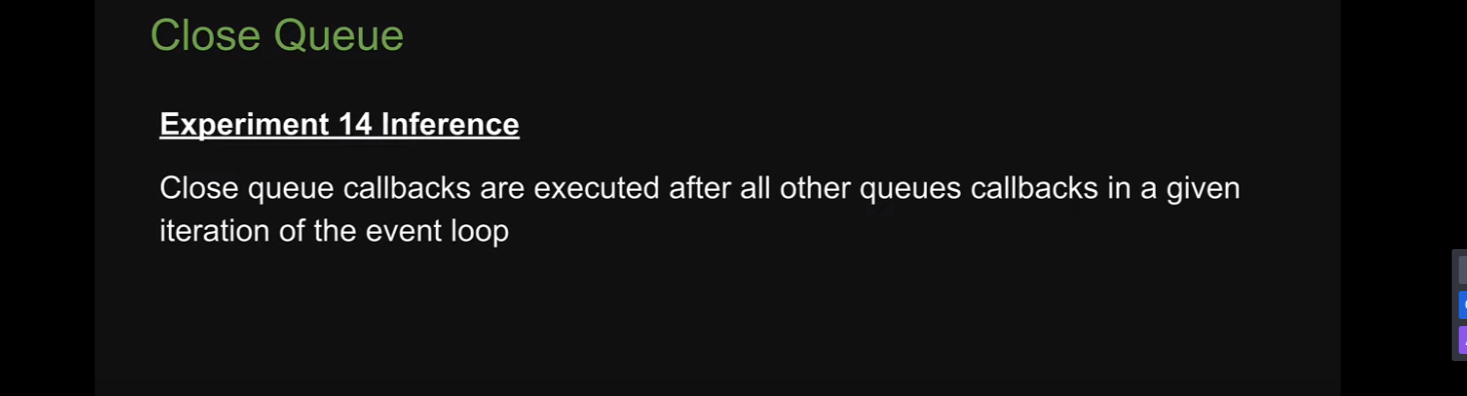 Close Queue
Experiment 14 Inference
Close queue callbacks are executed after all other queues callbacks in a given
iteration of the event loop